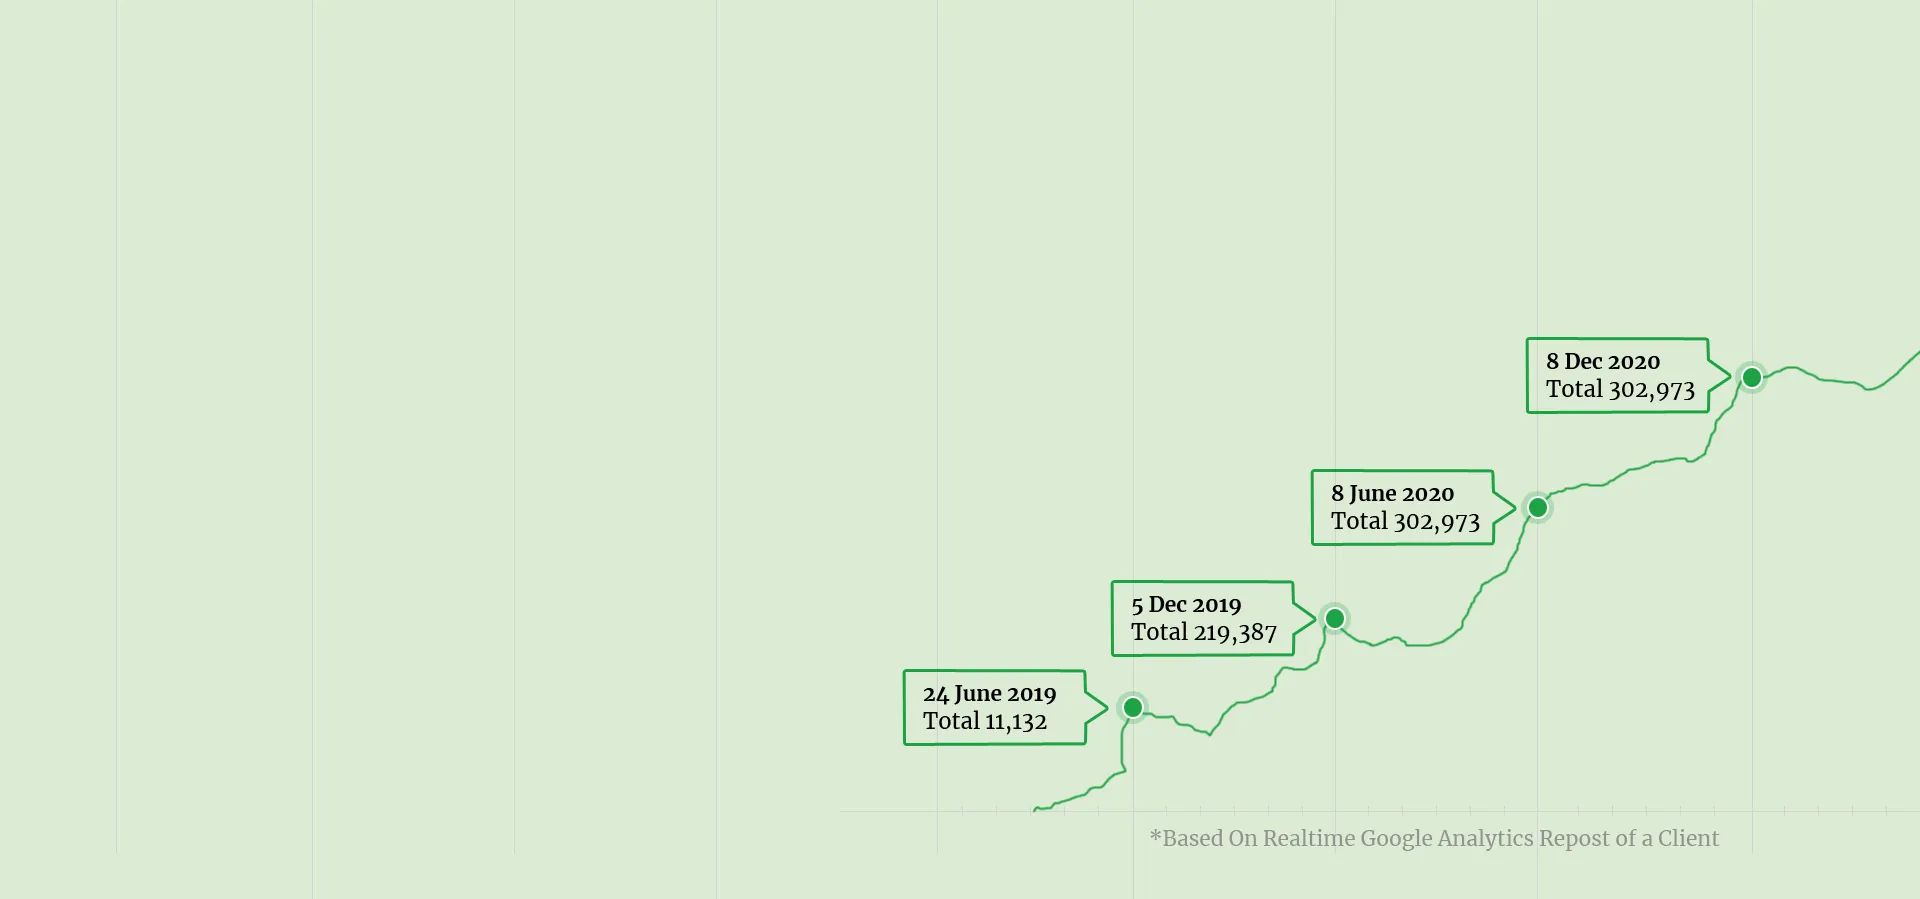 8 Dec 2020
Total 302,973
8 June 2020
Total 302,973
5 Dec 2019
Total 219,387
24 June 2019
Total 11,132
*Based On Realtime Google Analytics Repost of a Client